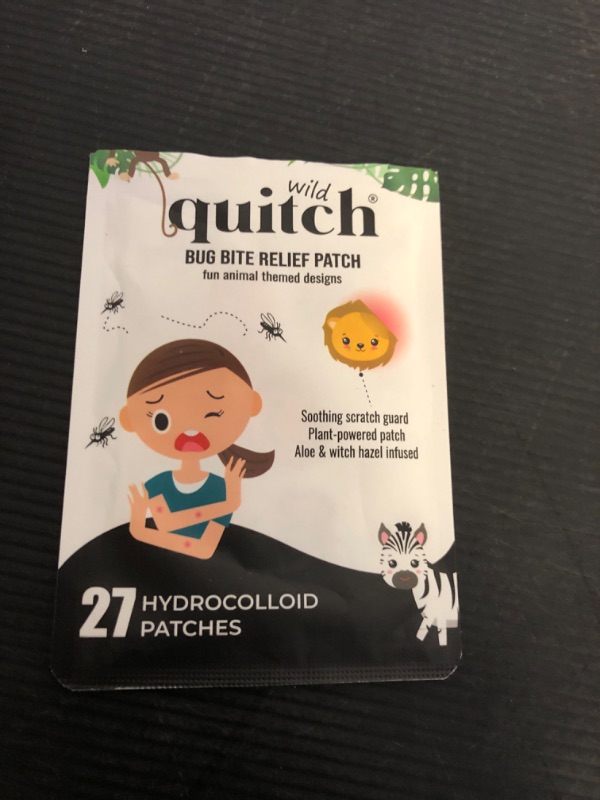 wild
quitch®
BUG BITE RELIEF PATCH
fun animal themed designs
Soothing scratch guard
Plant-powered patch
Aloe & witch hazel infused
27 HYDROCOLLOID
PATCHES